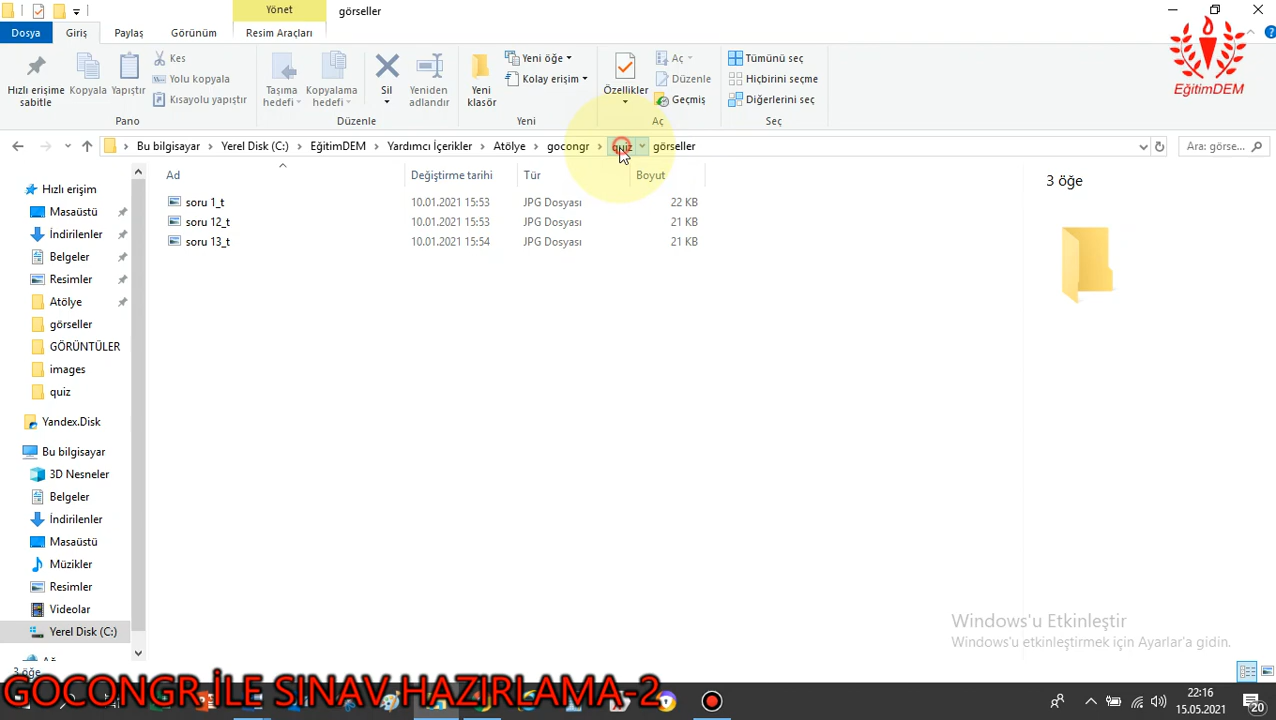 Yönet
görseller
Dosya
Giriş
Paylaş
Görünüm
Resim Araçları
Hızlı erişime sabitle
Kopyala
Yapıştır
Kes
Yolu kopyala
Kısayolu yapıştır
Pano
Taşıma hedefi
Kopyalama hedefi
Sil
Yeniden adlandır
Düzenle
Yeni klasör
Yeni öğe
Kolay erişim
Yeni
Özellikler
Aç
Düzenle
Geçmiş
Aç
Tümünü seç
Hiçbirini seçme
Diğerlerini seç
Seç
EğitimDEM
Bu bilgisayar > Yerel Disk (C:) > EğitimDEM > Yardımcı İçerikler > Atölye > gocongr > quiz görseller
Ara: görse...
Ad Değiştirme tarihi Tür Boyut
soru 1_t 10.01.2021 15:53 JPG Dosyası 22 KB
soru 12_t 10.01.2021 15:53 JPG Dosyası 21 KB
soru 13_t 10.01.2021 15:54 JPG Dosyası 21 KB
3 öğe
Hızlı erişim
Masaüstü
İndirilenler
Belgeler
Resimler
Atölye
görseller
GÖRÜNTÜLER
images
quiz
Yandex.Disk
Bu bilgisayar
3D Nesneler
Belgeler
İndirilenler
Masaüstü
Müzikler
Resimler
Videolar
Yerel Disk (C:)
Windows'u Etkinleştir
Windows'u etkinleştirmek için Ayarlar'a gidin.
3 öğe
GOCONGR İLE SINAV HAZIRLAMA-2
22:16
15.05.2021
20